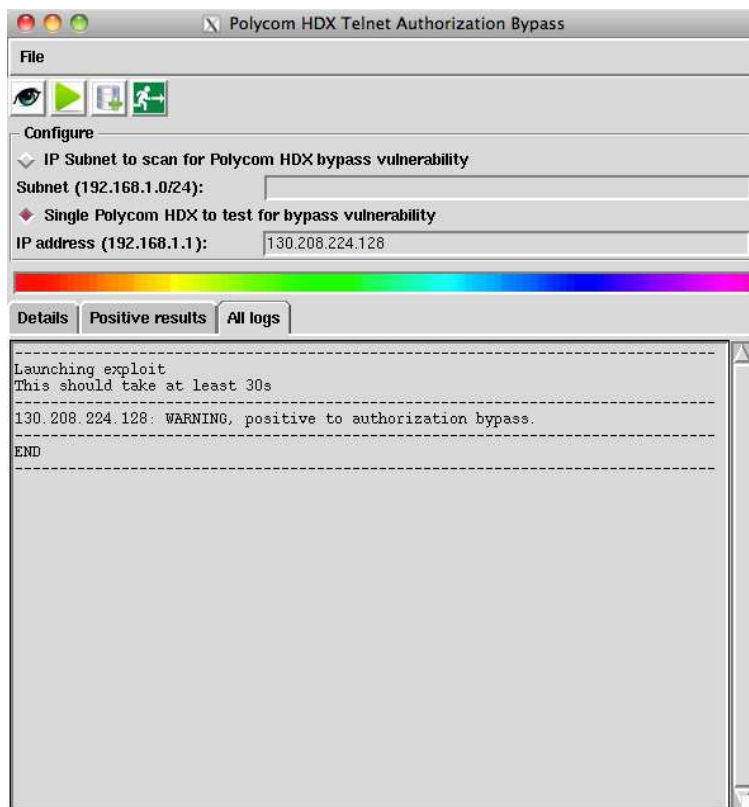 Polycom HDX Telnet Authorization Bypass
File
Configure
IP Subnet to scan for Polycom HDX bypass vulnerability
Subnet (192.168.1.0/24):
Single Polycom HDX to test for bypass vulnerability
IP address (192.168.1.1): 130.208.224.128
Details Positive results All logs
--------------------------------------------------------------------------------
Launching exploit
This should take at least 30s
--------------------------------------------------------------------------------
130.208.224.128: WARNING, positive to authorization bypass.
--------------------------------------------------------------------------------
END
--------------------------------------------------------------------------------